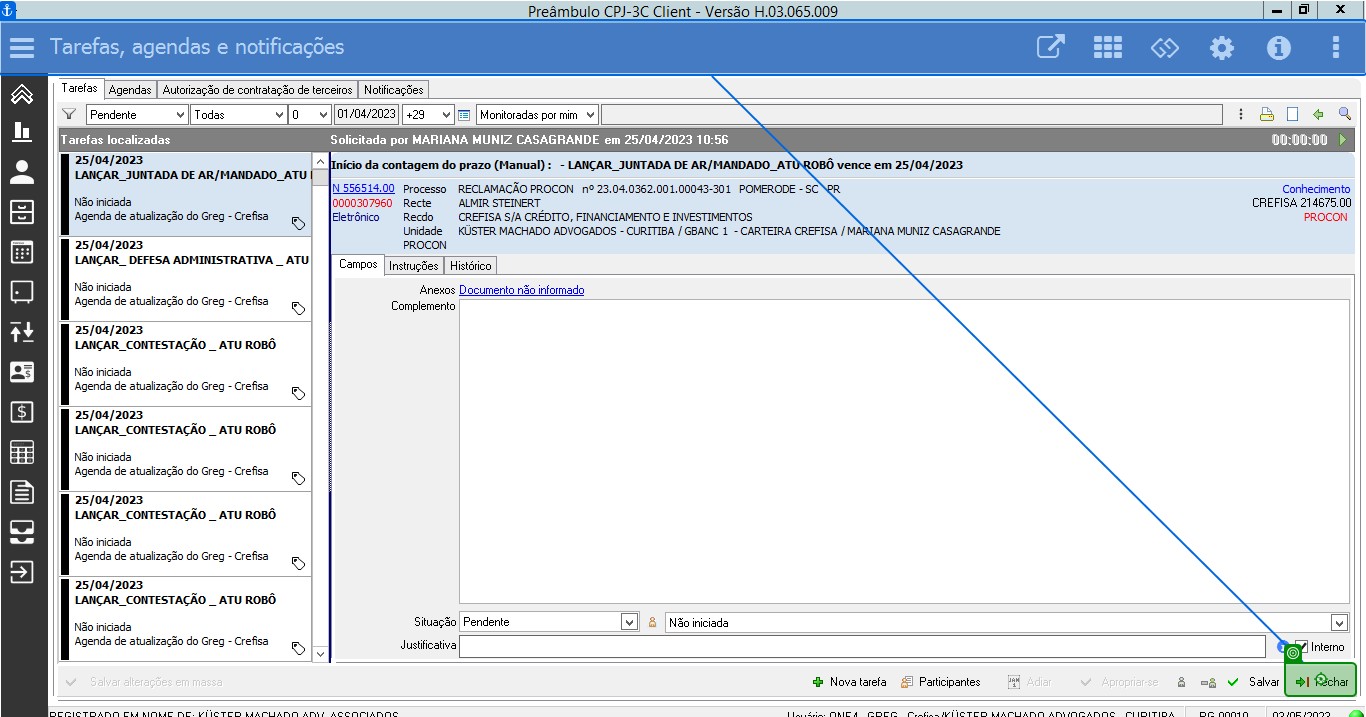 Preâmbulo CPJ-3C Client - Versão H.03.065.009
Tarefas, agendas e notificações
Tarefas Agendas Autorização de contratação de terceiros Notificações
Pendente Todas 0 01/04/2023 +29 Monitoradas por mim
Tarefas localizadas Solicitada por MARIANA MUNIZ CASAGRANDE em 25/04/2023 10:56 00:00:00
25/04/2023
LANÇAR_JUNTADA DE AR/MANDADO_ATU
Não iniciada
Agenda de atualização do Greg - Crefisa
25/04/2023
LANÇAR_ DEFESA ADMINISTRATIVA _ ATU
Não iniciada
Agenda de atualização do Greg - Crefisa
25/04/2023
LANÇAR_CONTESTAÇÃO _ ATU ROBÔ
Não iniciada
Agenda de atualização do Greg - Crefisa
25/04/2023
LANÇAR_CONTESTAÇÃO _ ATU ROBÔ
Não iniciada
Agenda de atualização do Greg - Crefisa
25/04/2023
LANÇAR_CONTESTAÇÃO _ ATU ROBÔ
Não iniciada
Agenda de atualização do Greg - Crefisa
25/04/2023
LANÇAR_CONTESTAÇÃO _ ATU ROBÔ
Não iniciada
Agenda de atualização do Greg - Crefisa
Início da contagem do prazo (Manual) : - LANÇAR_JUNTADA DE AR/MANDADO_ATU ROBÔ vence em 25/04/2023
N 556514.00 Processo RECLAMAÇÃO PROCON nº 23.04.0362.001.00043-301 POMERODE - SC PR Conhecimento
0000307960 Recte ALMIR STEINERT CREFISA 214675.00
Eletrônico Recdo CREFISA S/A CRÉDITO, FINANCIAMENTO E INVESTIMENTOS PROCON
Unidade KÜSTER MACHADO ADVOGADOS - CURITIBA / GBANC 1 - CARTEIRA CREFISA / MARIANA MUNIZ CASAGRANDE
PROCON
Campos Instruções Histórico
Anexos Documento não informado
Complemento
Situação Pendente Não iniciada
Justificativa Interno
Salvar alterações em massa Nova tarefa Participantes Adiar Apropriar-se Salvar Fechar
REGISTRADO EM NOME DE: KÜSTER MACHADO ADV. ASSOCIADOS Usuário: ONE4 - GREG - Crefisa/KÜSTER MACHADO ADVOGADOS - CURITIBA PG 00010 03/05/2023